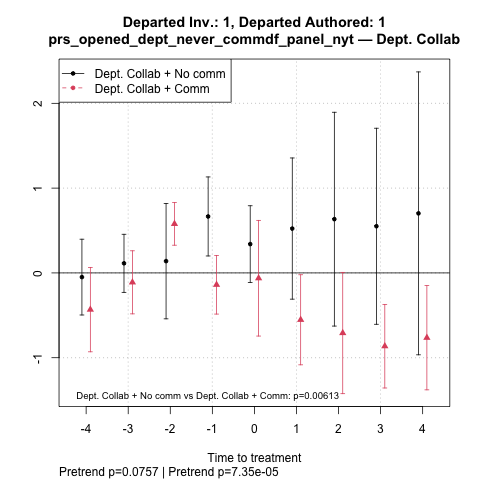 Departed Inv.: 1, Departed Authored: 1
prs_opened_dept_never_commdf_panel_nyt — Dept. Collab
Dept. Collab + No comm
Dept. Collab + Comm
2
1
0
-1
Dept. Collab + No comm vs Dept. Collab + Comm: p=0.00613
-4 -3 -2 -1 0 1 2 3 4
Time to treatment
Pretrend p=0.0757 | Pretrend p=7.35e-05